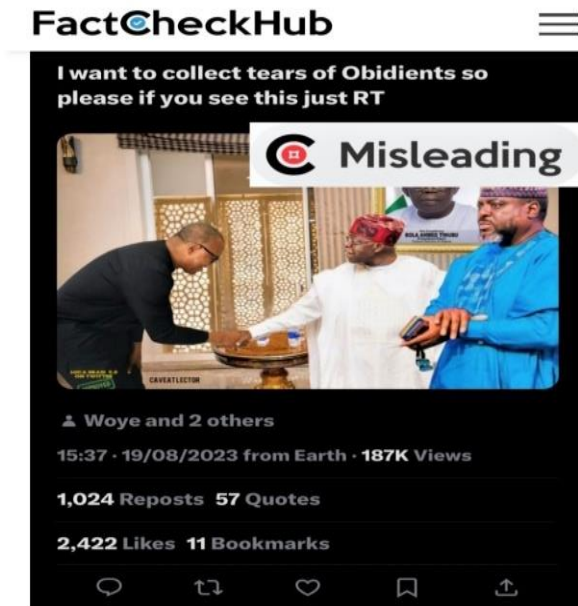 FactCheckHub
I want to collect tears of Obidients so
please if you see this just RT
Misleading
BOLA AHMED TINUBU
CAVEATLECTOR
Woye and 2 others
15:37 · 19/08/2023 from Earth · 187K Views
1,024 Reposts 57 Quotes
2,422 Likes 11 Bookmarks